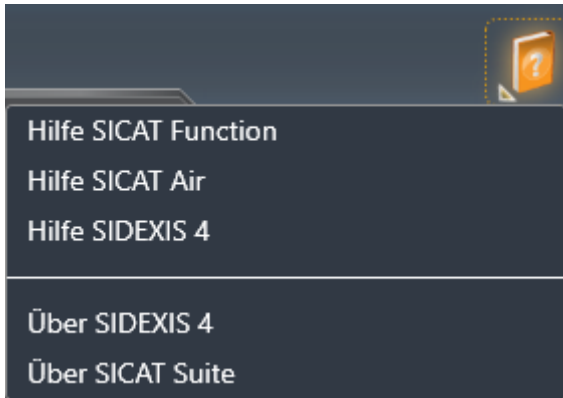 Hilfe SICAT Function
Hilfe SICAT Air
Hilfe SIDEXIS 4
Über SIDEXIS 4
Über SICAT Suite